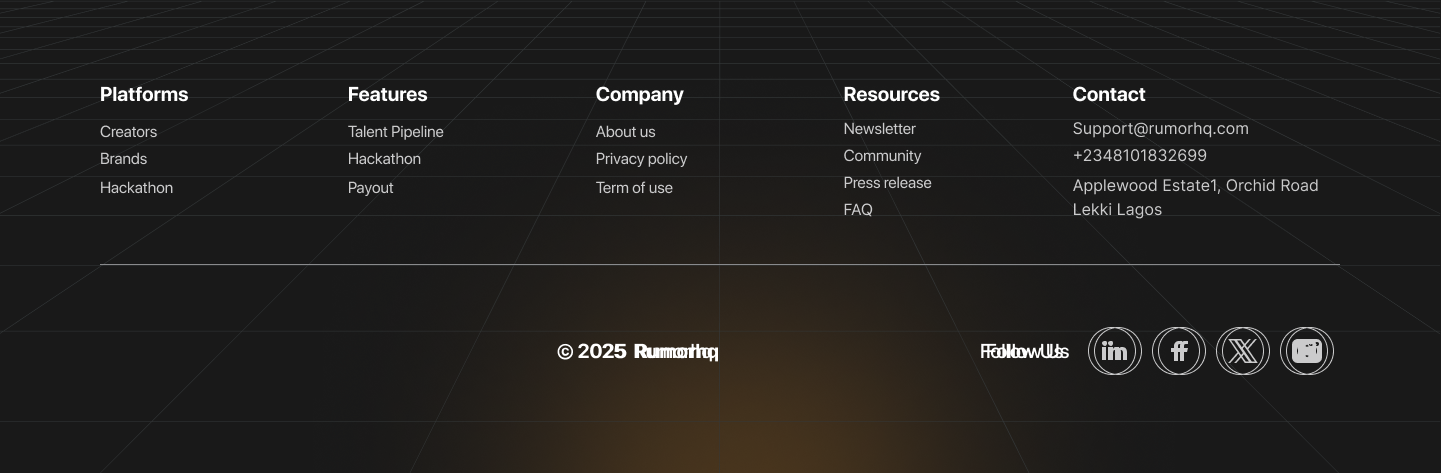 Platforms
Creators
Brands
Hackathon
Features
Talent Pipeline
Hackathon
Payout
Company
About us
Privacy policy
Term of use
Resources
Newsletter
Community
Press release
FAQ
Contact
Support@rumorhq.com
+2348101832699
Applewood Estate1, Orchid Road
Lekki Lagos
© 2025 Rumorhq
Follow Us